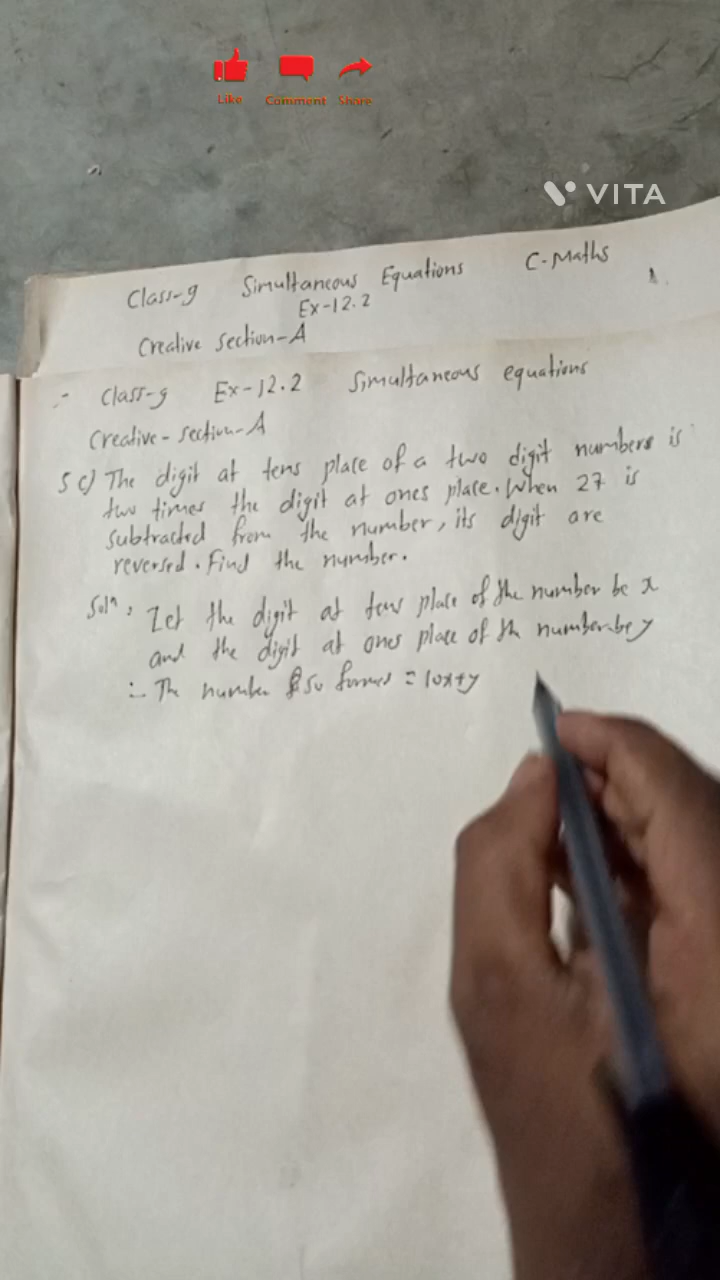 Like Comment Share
VITA
Class-9 Simultaneous Equations C-Maths
Ex-12.2
Creative section-A
:- Class-9 Ex-12.2 Simultaneous equations
Creative-section-A
5 c) The digit at tens place of a two digit numbers is
two times the digit at ones place. When 27 is
subtracted from the number, its digit are
reversed. Find the number.
Solⁿ: Let the digit at tens place of the number be x
and the digit at ones place of th number be y
∴ The number so formed = 10x+y